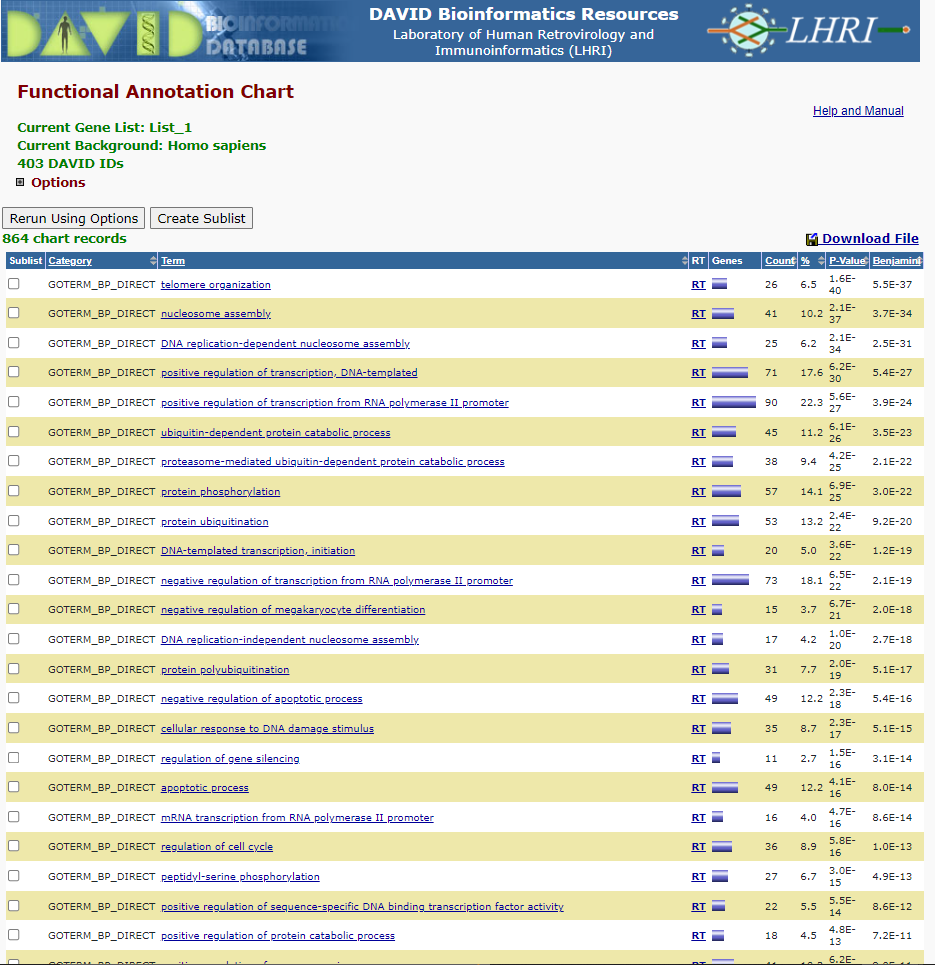 DAVID BIOINFORMATICS DATABASE
DAVID Bioinformatics Resources
Laboratory of Human Retrovirology and
Immunoinformatics (LHRI)
LHRI
Functional Annotation Chart
Help and Manual
Current Gene List: List_1
Current Background: Homo sapiens
403 DAVID IDs
Options
Rerun Using Options Create Sublist
864 chart records Download File
Sublist Category Term RT Genes Count % P-Value Benjamini
GOTERM_BP_DIRECT telomere organization RT 26 6.5 1.6E-40 5.5E-37
GOTERM_BP_DIRECT nucleosome assembly RT 41 10.2 2.1E-37 3.7E-34
GOTERM_BP_DIRECT DNA replication-dependent nucleosome assembly RT 25 6.2 2.1E-34 2.5E-31
GOTERM_BP_DIRECT positive regulation of transcription, DNA-templated RT 71 17.6 6.2E-30 5.4E-27
GOTERM_BP_DIRECT positive regulation of transcription from RNA polymerase II promoter RT 90 22.3 5.6E-27 3.9E-24
GOTERM_BP_DIRECT ubiquitin-dependent protein catabolic process RT 45 11.2 6.1E-26 3.5E-23
GOTERM_BP_DIRECT proteasome-mediated ubiquitin-dependent protein catabolic process RT 38 9.4 4.2E-25 2.1E-22
GOTERM_BP_DIRECT protein phosphorylation RT 57 14.1 6.9E-25 3.0E-22
GOTERM_BP_DIRECT protein ubiquitination RT 53 13.2 2.4E-22 9.2E-20
GOTERM_BP_DIRECT DNA-templated transcription, initiation RT 20 5.0 3.6E-22 1.2E-19
GOTERM_BP_DIRECT negative regulation of transcription from RNA polymerase II promoter RT 73 18.1 6.5E-22 2.1E-19
GOTERM_BP_DIRECT negative regulation of megakaryocyte differentiation RT 15 3.7 6.7E-21 2.0E-18
GOTERM_BP_DIRECT DNA replication-independent nucleosome assembly RT 17 4.2 1.0E-20 2.7E-18
GOTERM_BP_DIRECT protein polyubiquitination RT 31 7.7 2.0E-19 5.1E-17
GOTERM_BP_DIRECT negative regulation of apoptotic process RT 49 12.2 2.3E-18 5.4E-16
GOTERM_BP_DIRECT cellular response to DNA damage stimulus RT 35 8.7 2.3E-17 5.1E-15
GOTERM_BP_DIRECT regulation of gene silencing RT 11 2.7 1.5E-16 3.1E-14
GOTERM_BP_DIRECT apoptotic process RT 49 12.2 4.1E-16 8.0E-14
GOTERM_BP_DIRECT mRNA transcription from RNA polymerase II promoter RT 16 4.0 4.7E-16 8.6E-14
GOTERM_BP_DIRECT regulation of cell cycle RT 36 8.9 5.8E-16 1.0E-13
GOTERM_BP_DIRECT peptidyl-serine phosphorylation RT 27 6.7 3.0E-15 4.9E-13
GOTERM_BP_DIRECT positive regulation of sequence-specific DNA binding transcription factor activity RT 22 5.5 5.5E-14 8.6E-12
GOTERM_BP_DIRECT positive regulation of protein catabolic process RT 18 4.5 4.8E-13 7.2E-11
6.2E-